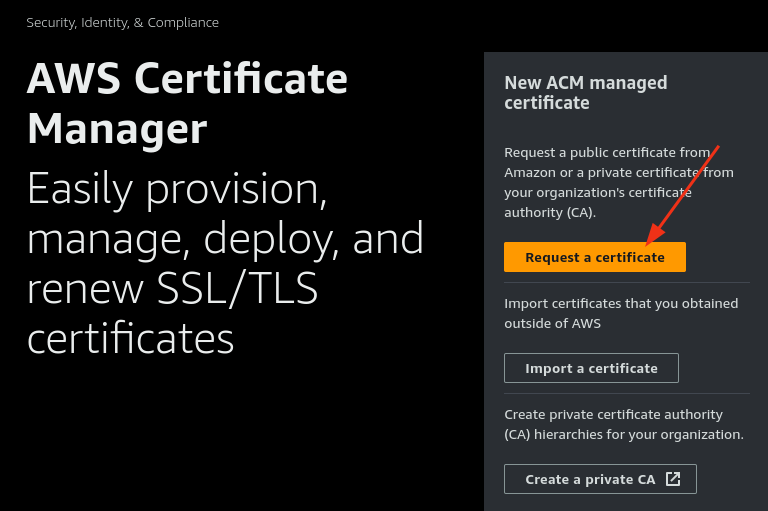 Security, Identity, & Compliance
AWS Certificate
Manager
Easily provision,
manage, deploy, and
renew SSL/TLS
certificates
New ACM managed
certificate
Request a public certificate from
Amazon or a private certificate from
your organization's certificate
authority (CA).
Request a certificate
Import certificates that you obtained
outside of AWS
Import a certificate
Create private certificate authority
(CA) hierarchies for your organization.
Create a private CA